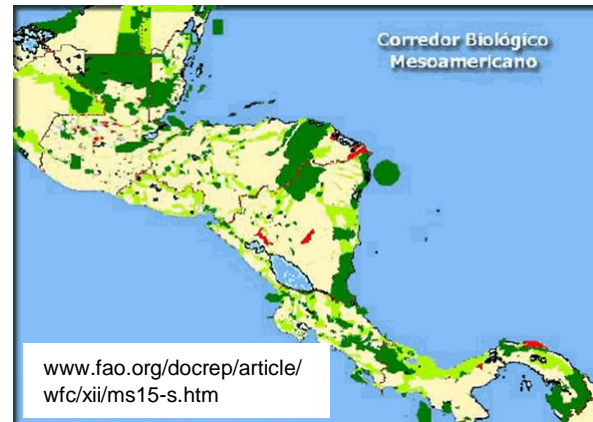 Corredor Biológico
Mesoamericano
www.fao.org/docrep/article/
wfc/xii/ms15-s.htm